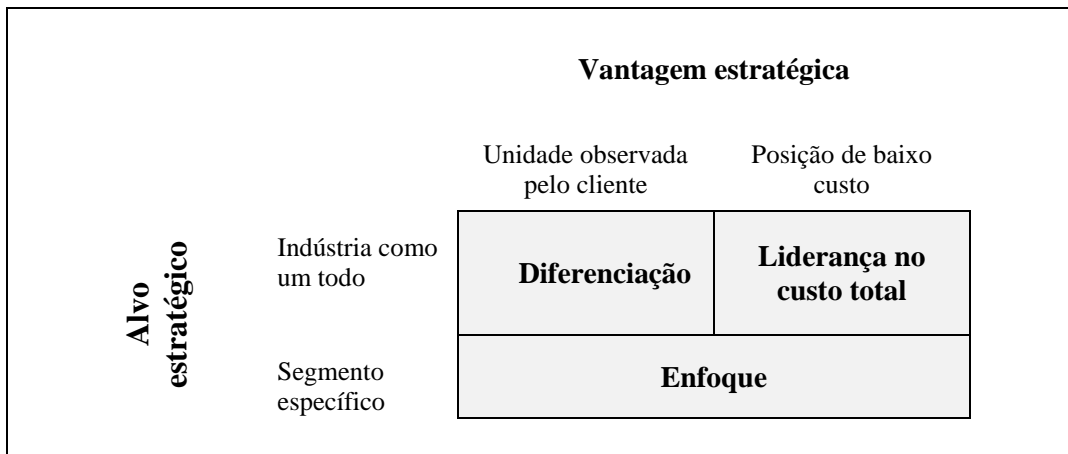 Vantagem estratégica
Unidade observada
pelo cliente
Posição de baixo
custo
Alvo
estratégico
Indústria como
um todo
Diferenciação
Liderança no
custo total
Segmento
específico
Enfoque